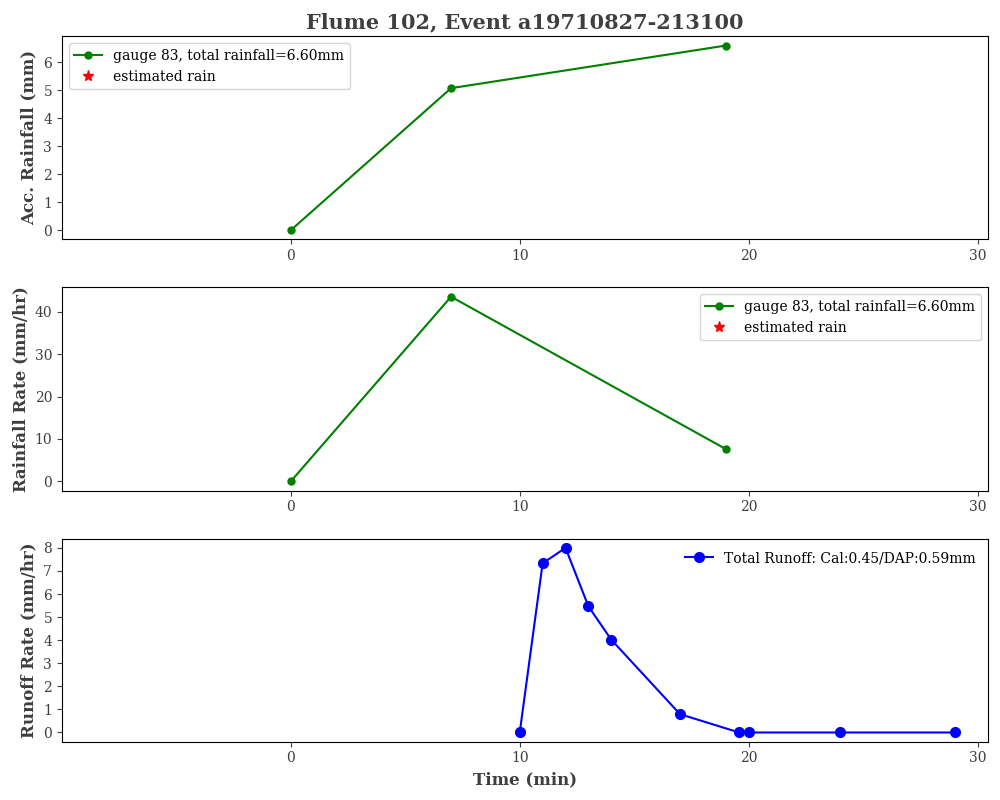 Flume 102, Event a19710827-213100
Acc. Rainfall (mm)
6
5
4
3
2
1
0
gauge 83, total rainfall=6.60mm
estimated rain
0 10 20 30
Rainfall Rate (mm/hr)
40
30
20
10
0
gauge 83, total rainfall=6.60mm
estimated rain
0 10 20 30
Runoff Rate (mm/hr)
8
7
6
5
4
3
2
1
0
Total Runoff: Cal:0.45/DAP:0.59mm
0 10 20 30
Time (min)